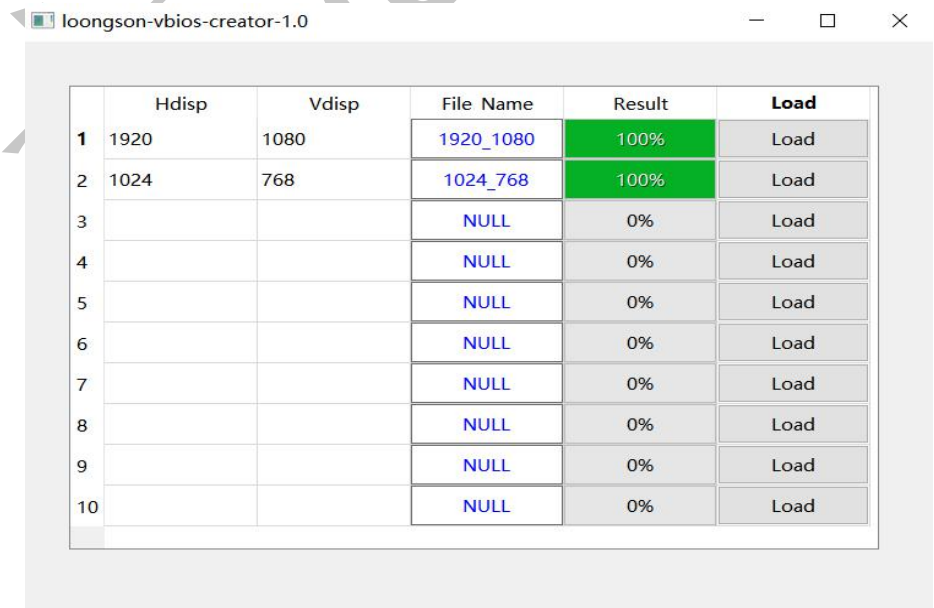 loongson-vbios-creator-1.0
Hdisp Vdisp File Name Result Load
1 1920 1080 1920_1080 100% Load
2 1024 768 1024_768 100% Load
3 NULL 0% Load
4 NULL 0% Load
5 NULL 0% Load
6 NULL 0% Load
7 NULL 0% Load
8 NULL 0% Load
9 NULL 0% Load
10 NULL 0% Load